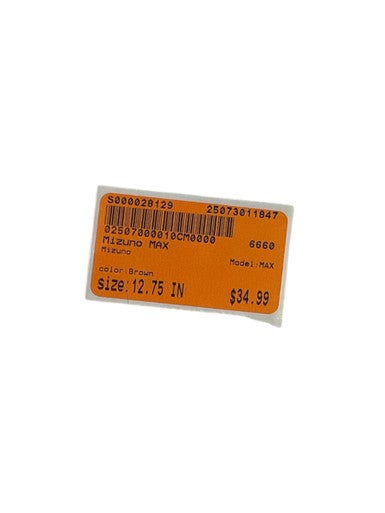 S000028129 25073011847
02507000010CM0000
Mizuno MAX 6660
Mizuno
Model:MAX
color:Brown
size:12.75 IN $34.99